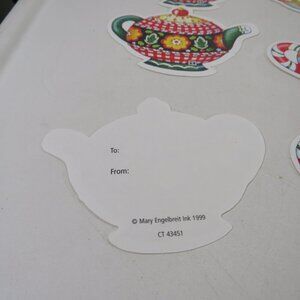 To:
From:
© Mary Engelbreit Ink 1999
CT 43451